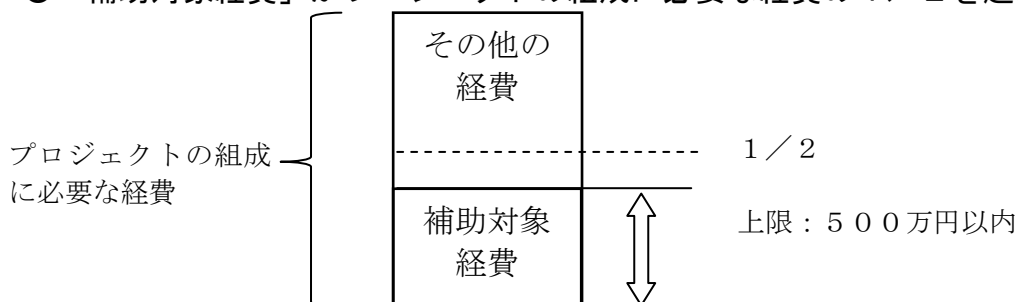 その他の
経費
プロジェクトの組成
に必要な経費
1／2
補助対象
経費
上限：５００万円以内